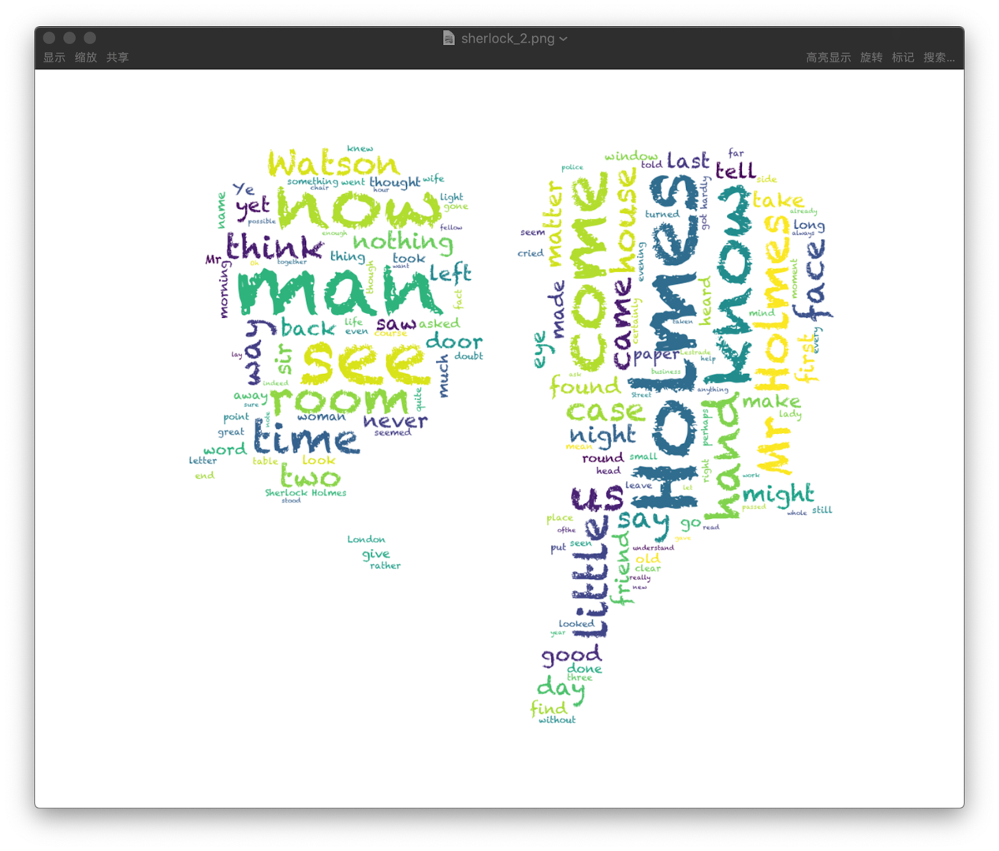 sherlock_2.png
显示 缩放 共享
高亮显示 旋转 标记 搜索...
knew
Watson
something went thought wife
chair
hour
Ye
yet
now
light
gone
name
possible
enough
fellow
think
nothing
Mr
Oh
together
thing
took
want
left
morning
man
though
fact
way
back
life
even
saw
course
asked
door
doubt
lay
sir
see
much
indeed
away
sure
room
quite
point
note
woman
never
seemed
great
time
word
letter
table
look
end
two
Sherlock Holmes
stood
London
give
rather
police
window
told
last
far
tell
side
matter
come
house
turned
got hardly
take
already
seem
cried
Holmes
know
long
always
evening
face
moment
made
came
certainly
heard
taken
mind
Mr Holmes
eye
paper
Lestrade
help
first
every
ask
business
found
Street
anything
case
hand
perhaps
make
lady
night
mean
round
small
head
right
work
leave
let
us
might
passed
whole
still
place
say
go
read
ofthe
little
put
seen
friend
understand
gave
old
clear
really
new
looked
year
good
done
three
day
find
without